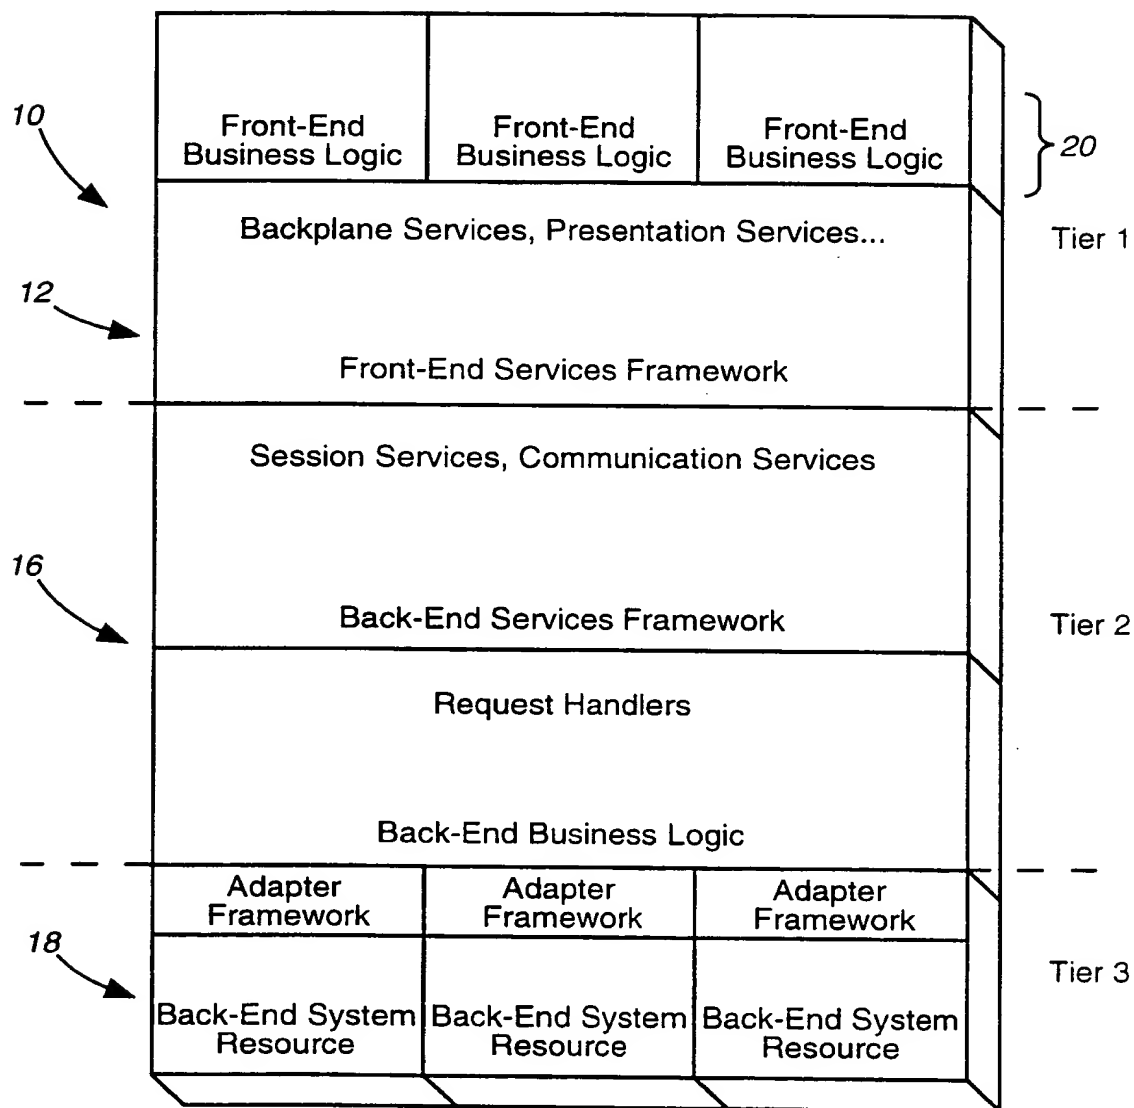 10
Front-End
Business Logic
Front-End
Business Logic
Front-End
Business Logic
20
Backplane Services, Presentation Services...
Tier 1
12
Front-End Services Framework
Session Services, Communication Services
16
Back-End Services Framework
Tier 2
Request Handlers
Back-End Business Logic
Adapter
Framework
Adapter
Framework
Adapter
Framework
18
Tier 3
Back-End System
Resource
Back-End System
Resource
Back-End System
Resource